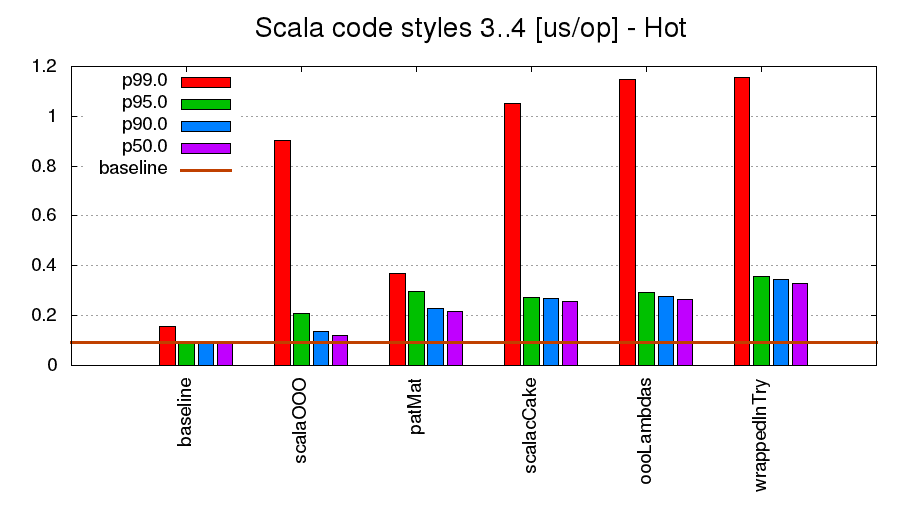 Scala code styles 3..4 [us/op] - Hot
1.2
1
0.8
0.6
0.4
0.2
0
p99.0
p95.0
p90.0
p50.0
baseline
baseline
scalaOOO
patMat
scalacCake
oooLambdas
wrappedInTry